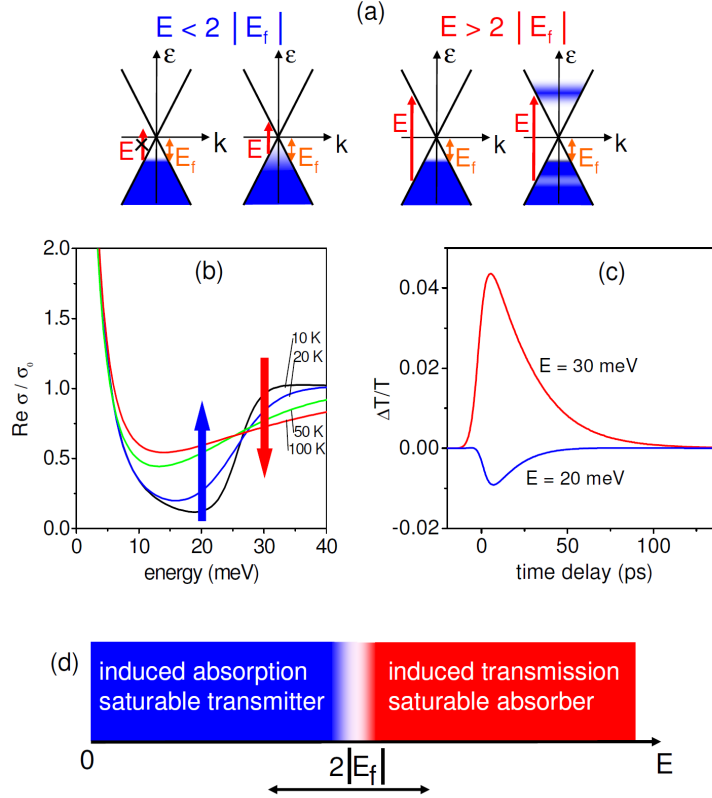 (a)
E < 2 |E_f|
E > 2 |E_f|
ε
ε
ε
ε
E
×
E_f
k
E
E_f
k
E
E_f
k
E
E_f
k
(b)
2.0
1.5
1.0
0.5
0.0
Re σ / σ₀
10 K
20 K
50 K
100 K
0
10
20
30
40
energy (meV)
(c)
0.04
0.02
0.00
-0.02
ΔT/T
E = 30 meV
E = 20 meV
0
50
100
time delay (ps)
(d)
induced absorption
saturable transmitter
induced transmission
saturable absorber
0
2|E_f|
E